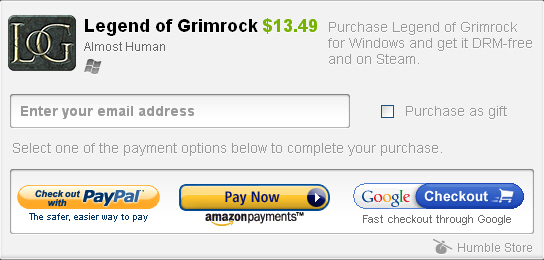 LOG
Legend of Grimrock $13.49
Almost Human
Purchase Legend of Grimrock
for Windows and get it DRM-free
and on Steam.
Enter your email address
Purchase as gift
Select one of the payment options below to complete your purchase.
Check out with PayPal™
The safer, easier way to pay
Pay Now
amazonpayments™
Google Checkout
Fast checkout through Google
Humble Store